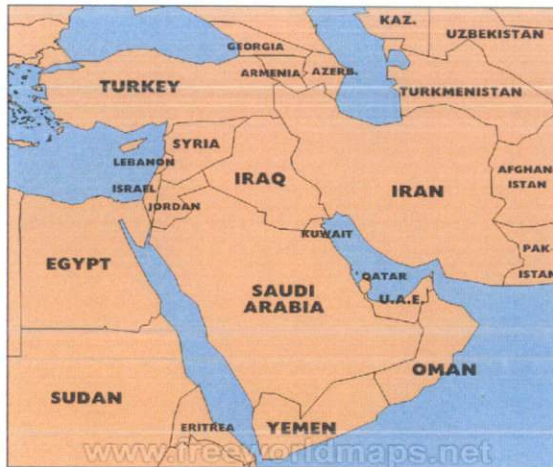 KAZ.
UZBEKISTAN
GEORGIA
ARMENIA
AZERB.
TURKEY
TURKMENISTAN
SYRIA
LEBANON
AFGHAN
ISTAN
IRAQ
IRAN
ISRAEL
JORDAN
KUWAIT
PAK-
ISTAN
EGYPT
QATAR
SAUDI
ARABIA
U.A.E.
OMAN
SUDAN
ERITREA
YEMEN
www.freeworldmaps.net